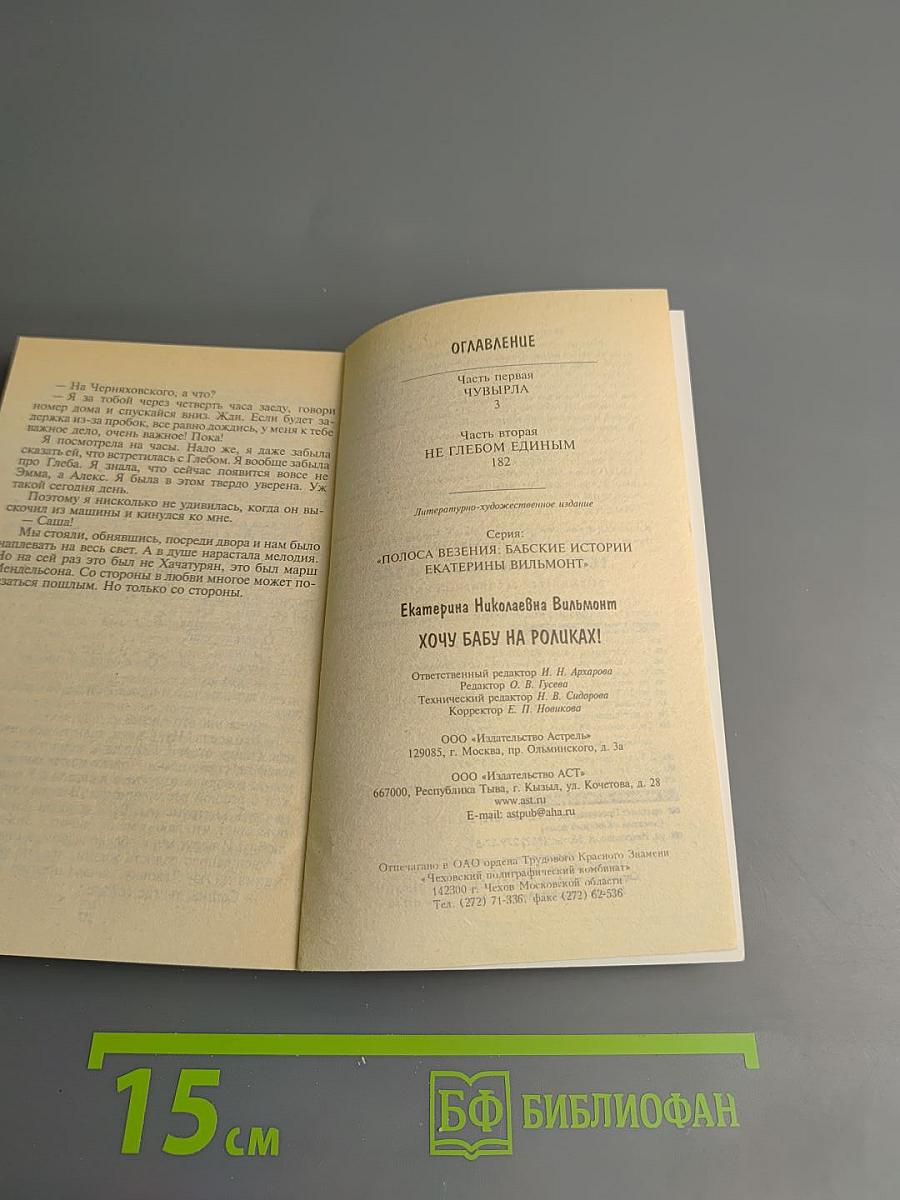 — На Черняховского, а что?
— Я за тобой через четверть часа заеду, говори
номер дома и спускайся вниз. Жди. Если будет за-
держка из-за пробок, все равно дождись, у меня к тебе
важное дело, очень важное! Пока!
Я посмотрела на часы. Надо же, я даже забыла
сказать ей, что встретилась с Глебом. Я вообще забыла
про Глеба. Я знала, что сейчас появится вовсе не
Эмма, а Алекс. Я была в этом твердо уверена. Уж
такой сегодня день.
Поэтому я нисколько не удивилась, когда он вы-
скочил из машины и кинулся ко мне.
— Саша!
Мы стояли, обнявшись, посреди двора и нам было
наплевать на весь свет. А в душе нарастала мелодия.
Но на сей раз это был не Хачатурян, это был марш
Мендельсона. Со стороны в любви многое может по-
казаться пошлым. Но только со стороны.
ОГЛАВЛЕНИЕ
Часть первая
ЧУВЫРЛА
3
Часть вторая
НЕ ГЛЕБОМ ЕДИНЫМ
182
Литературно-художественное издание
Серия:
«ПОЛОСА ВЕЗЕНИЯ: БАБСКИЕ ИСТОРИИ
ЕКАТЕРИНЫ ВИЛЬМОНТ»
Екатерина Николаевна Вильмонт
ХОЧУ БАБУ НА РОЛИКАХ!
Ответственный редактор И. Н. Архарова
Редактор О. В. Гусева
Технический редактор Н. В. Сидорова
Корректор Е. П. Новикова
ООО «Издательство Астрель»
129085, г. Москва, пр. Ольминского, д. 3а
ООО «Издательство АСТ»
667000, Республика Тыва, г. Кызыл, ул. Кочетова, д. 28
www.ast.ru
E-mail: astpub@aha.ru
Отпечатано в ОАО ордена Трудового Красного Знамени
«Чеховский полиграфический комбинат»
142300 г. Чехов Московской области
Тел. (272) 71-336, факс (272) 62-536
15 см
БФ БИБЛИОФАН